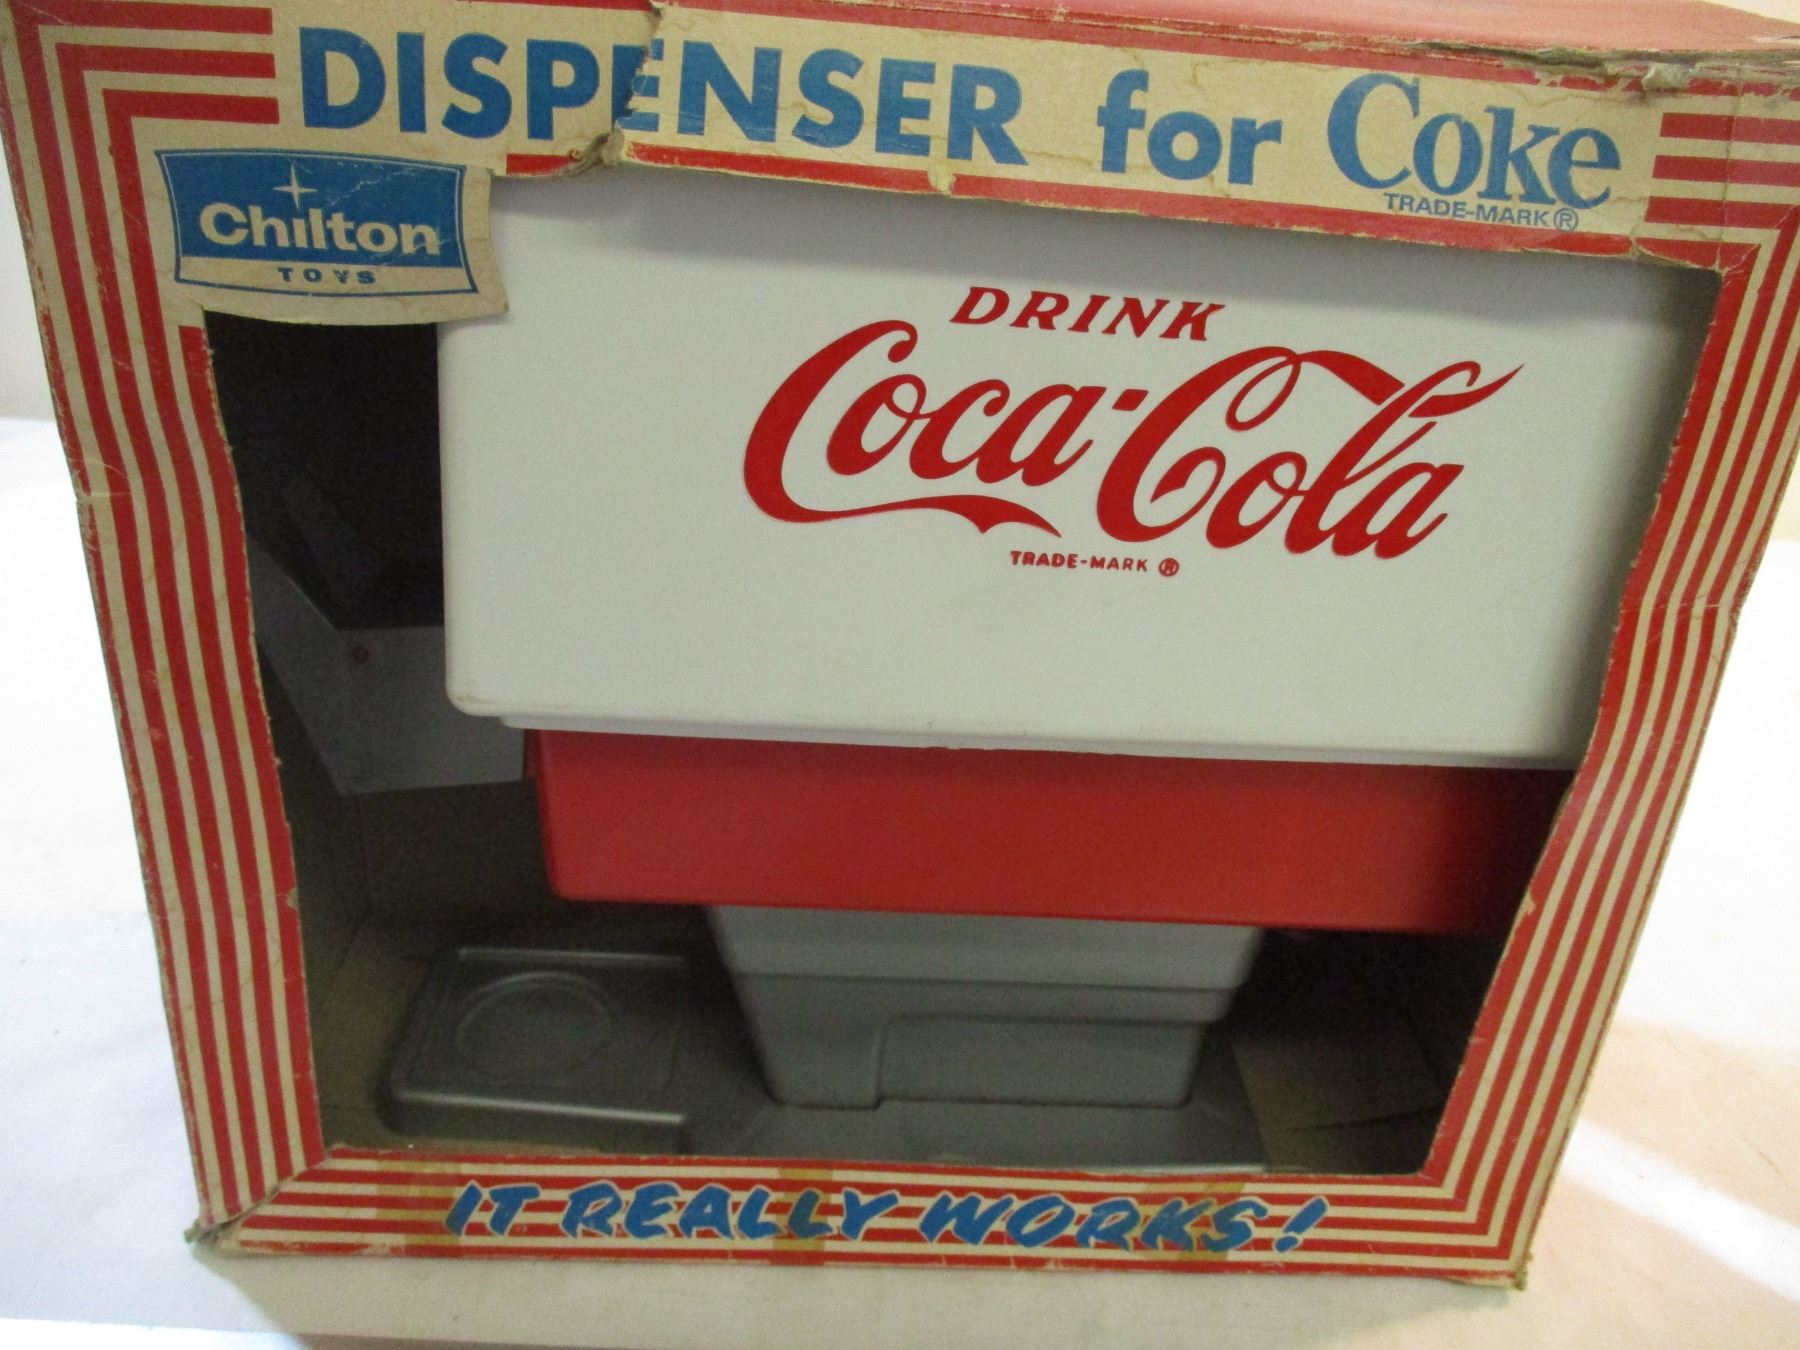 DISPENSER for Coke
TRADE-MARK®
Chilton
TOYS
DRINK
Coca-Cola
TRADE-MARK ®
IT REALLY WORKS!